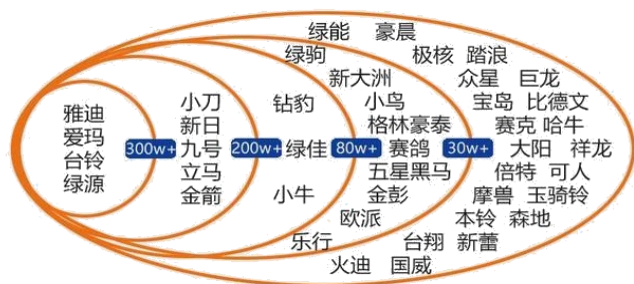 绿能 豪晨
绿驹 极核 踏浪
新大洲 众星 巨龙
雅迪
爱玛
台铃
绿源
300w+
小刀
新日
九号
立马
金箭
200w+
钻豹
绿佳
小牛
乐行
80w+
小鸟
格林豪泰
赛鸽
五星黑马
金彭
欧派
30w+
宝岛 比德文
赛克 哈牛
大阳 祥龙
倍特 可人
摩兽 玉骑铃
本铃 森地
台翔 新蕾
火迪 国威